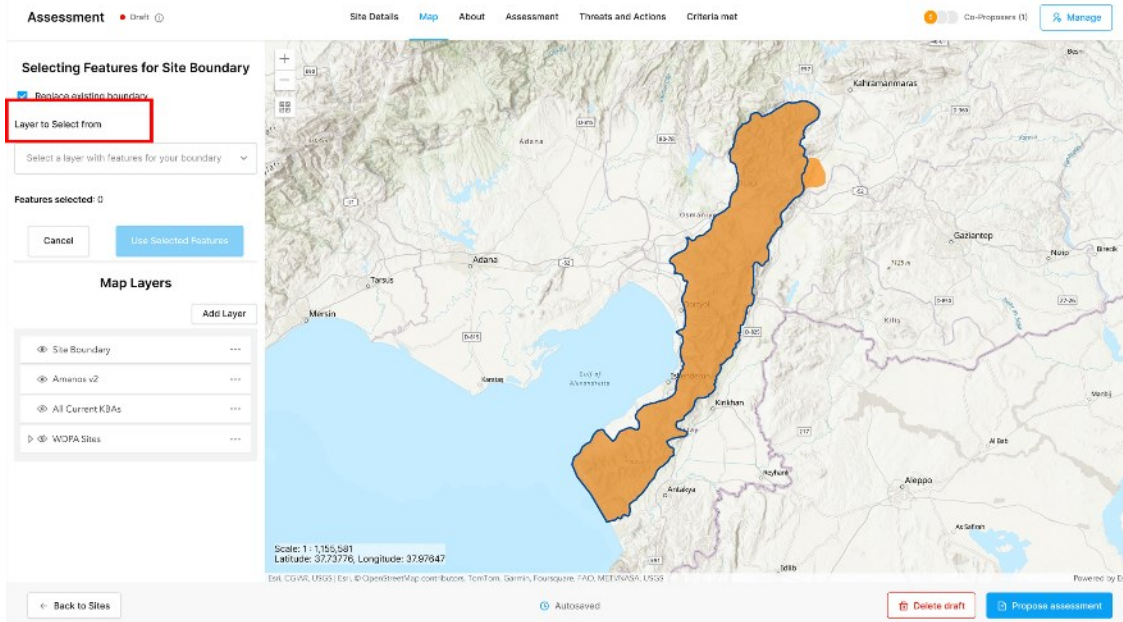 Assessment
Draft
Site Details
Map
About
Assessment
Threats and Actions
Criteria met
Co-Proposers (1)
Manage
Selecting Features for Site Boundary
Replace existing boundary
Layer to Select from
Select a layer with features for your boundary
Features selected: 0
Cancel
Use Selected Features
Map Layers
Add Layer
Site Boundary
Amanos v2
All Current KBAs
WDPA Sites
Kahramanmaras
Adana
Osmaniye
Gaziantep
Nizip
Birecik
Adana
Tarsus
Mersin
Karataş
Kilis
Kirikhan
Manbij
Al Bab
Reyhanlı
Aleppo
Antakya
As Safirah
Idlib
Scale: 1 : 1,155,581
Latitude: 37.73776, Longitude: 37.97647
Esri, CGIAR, USGS | Esri, © OpenStreetMap contributors, TomTom, Garmin, Foursquare, FAO, METI/NASA, USGS
Powered by E
Back to Sites
Autosaved
Delete draft
Propose assessment